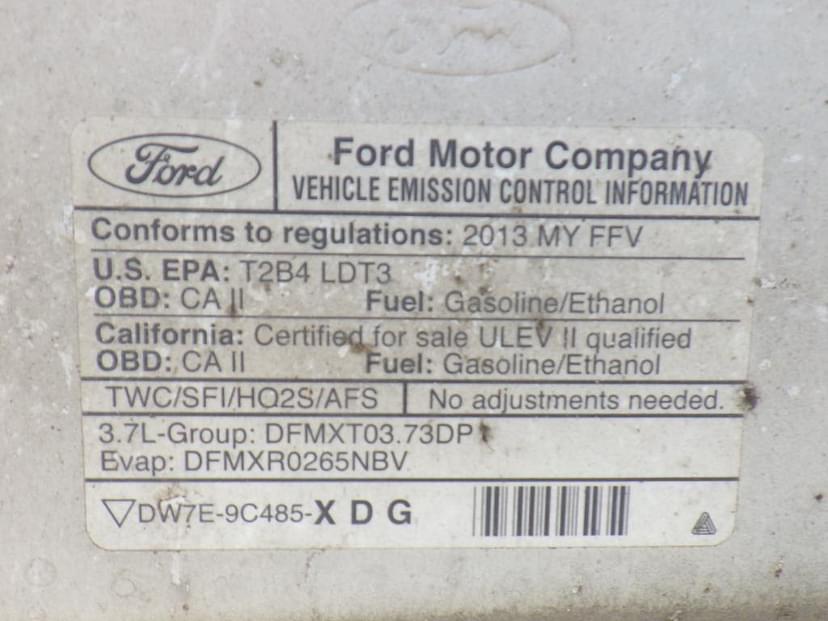 Ford
Ford
Ford Motor Company
VEHICLE EMISSION CONTROL INFORMATION
Conforms to regulations: 2013 MY FFV
U.S. EPA: T2B4 LDT3
OBD: CA II Fuel: Gasoline/Ethanol
California: Certified for sale ULEV II qualified
OBD: CA II Fuel: Gasoline/Ethanol
TWC/SFI/HO2S/AFS No adjustments needed.
3.7L-Group: DFMXT03.73DP
Evap: DFMXR0265NBV
▽DW7E-9C485-X D G